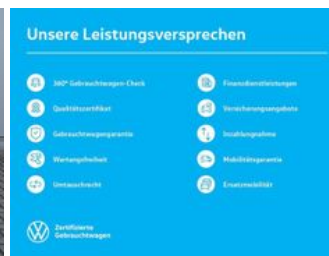 Unsere Leistungsversprechen
360° Gebrauchtwagen-Check
Qualitätszertifikat
Gebrauchtwagengarantie
Wartungsfreiheit
Umtauschrecht
Finanzdienstleistungen
Versicherungsangebote
Inzahlungnahme
Mobilitätsgarantie
Ersatzmobilität
Zertifizierte
Gebrauchtwagen